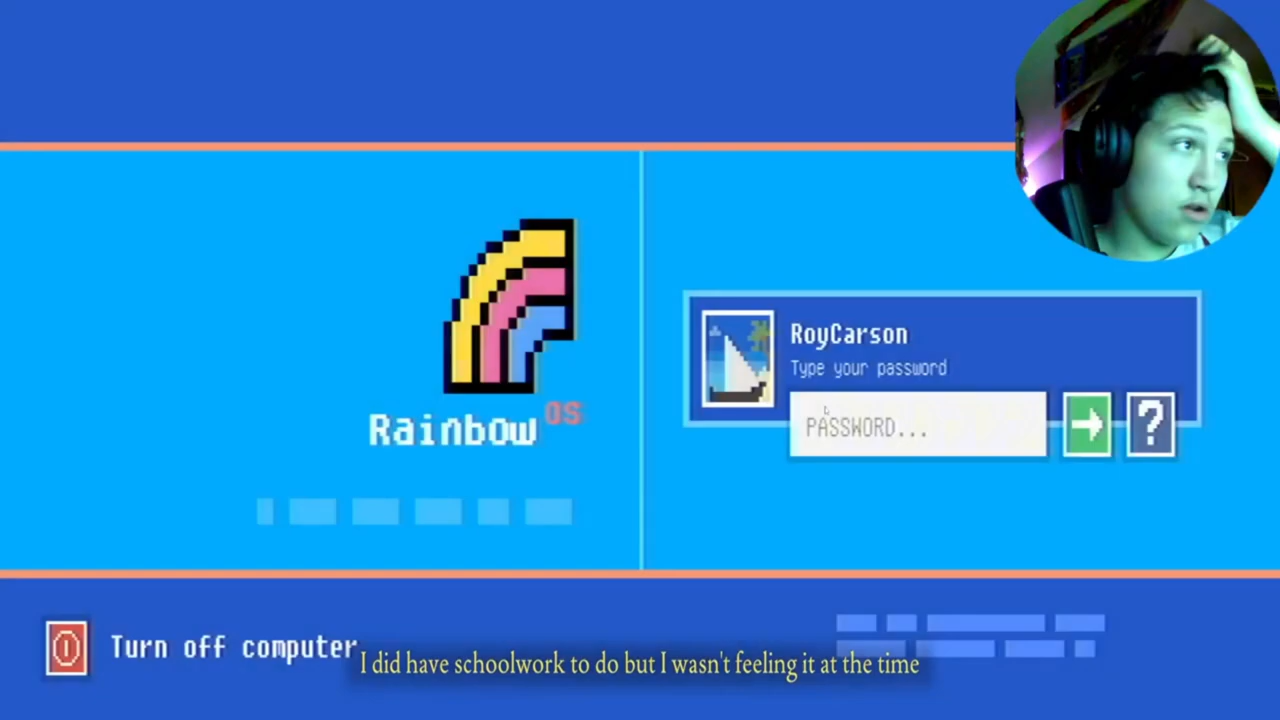 RoyCarson
Type your password
PASSWORD...
?
Rainbow OS
Turn off computer
I did have schoolwork to do but I wasn't feeling it at the time